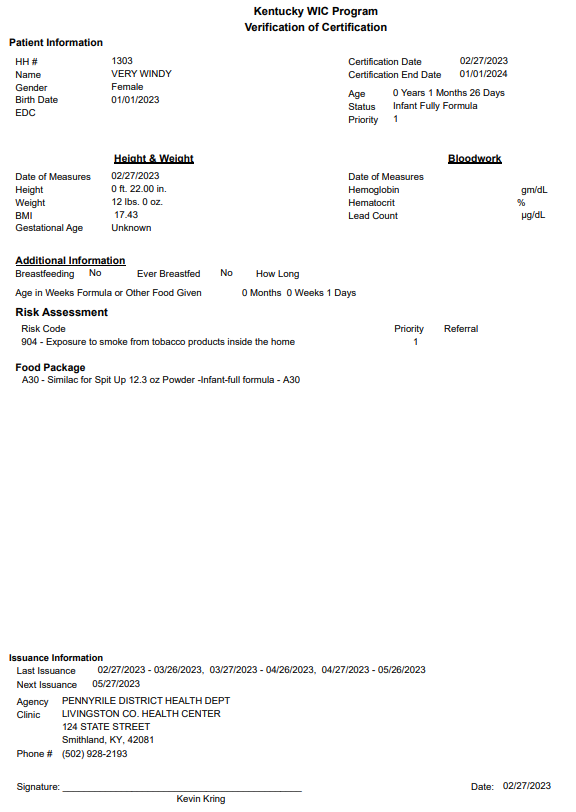 Kentucky WIC Program
Verification of Certification
Patient Information
HH # 1303 Certification Date 02/27/2023
Name VERY WINDY Certification End Date 01/01/2024
Gender Female
Birth Date 01/01/2023 Age 0 Years 1 Months 26 Days
EDC Status Infant Fully Formula
Priority 1
Height & Weight Bloodwork
Date of Measures 02/27/2023 Date of Measures
Height 0 ft. 22.00 in. Hemoglobin gm/dL
Weight 12 lbs. 0 oz. Hematocrit %
BMI 17.43 Lead Count µg/dL
Gestational Age Unknown
Additional Information
Breastfeeding No Ever Breastfed No How Long
Age in Weeks Formula or Other Food Given 0 Months 0 Weeks 1 Days
Risk Assessment
Risk Code Priority Referral
904 - Exposure to smoke from tobacco products inside the home 1
Food Package
A30 - Similac for Spit Up 12.3 oz Powder -Infant-full formula - A30
Issuance Information
Last Issuance 02/27/2023 - 03/26/2023, 03/27/2023 - 04/26/2023, 04/27/2023 - 05/26/2023
Next Issuance 05/27/2023
Agency PENNYRILE DISTRICT HEALTH DEPT
Clinic LIVINGSTON CO. HEALTH CENTER
124 STATE STREET
Smithland, KY, 42081
Phone # (502) 928-2193
Signature: Date: 02/27/2023
Kevin Kring